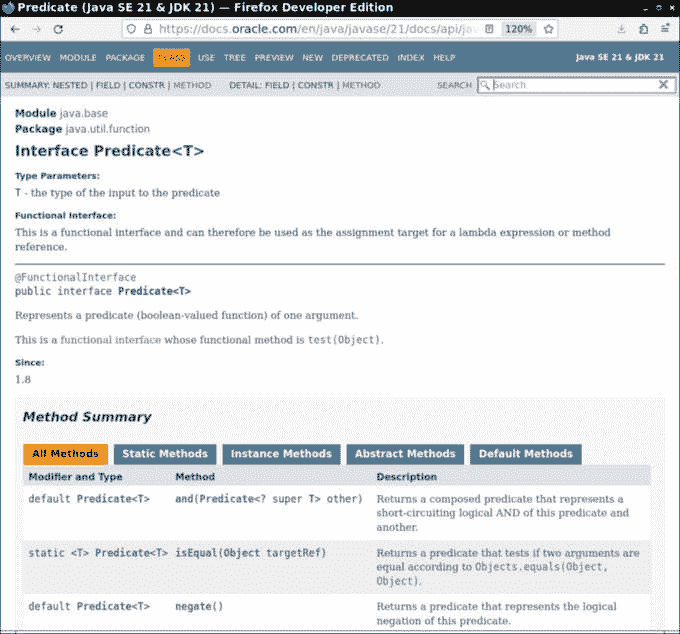 Predicate (Java SE 21 & JDK 21) — Firefox Developer Edition
https://docs.oracle.com/en/java/javase/21/docs/api/jav 120%
OVERVIEW MODULE PACKAGE CLASS USE TREE PREVIEW NEW DEPRECATED INDEX HELP Java SE 21 & JDK 21
SUMMARY: NESTED | FIELD | CONSTR | METHOD DETAIL: FIELD | CONSTR | METHOD SEARCH Search
Module java.base
Package java.util.function
Interface Predicate<T>
Type Parameters:
T - the type of the input to the predicate
Functional Interface:
This is a functional interface and can therefore be used as the assignment target for a lambda expression or method
reference.
@FunctionalInterface
public interface Predicate<T>
Represents a predicate (boolean-valued function) of one argument.
This is a functional interface whose functional method is test(Object).
Since:
1.8
Method Summary
All Methods Static Methods Instance Methods Abstract Methods Default Methods
Modifier and Type Method Description
default Predicate<T> and(Predicate<? super T> other) Returns a composed predicate that represents a
short-circuiting logical AND of this predicate and
another.
static <T> Predicate<T> isEqual(Object targetRef) Returns a predicate that tests if two arguments are
equal according to Objects.equals(Object,
Object).
default Predicate<T> negate() Returns a predicate that represents the logical
negation of this predicate.